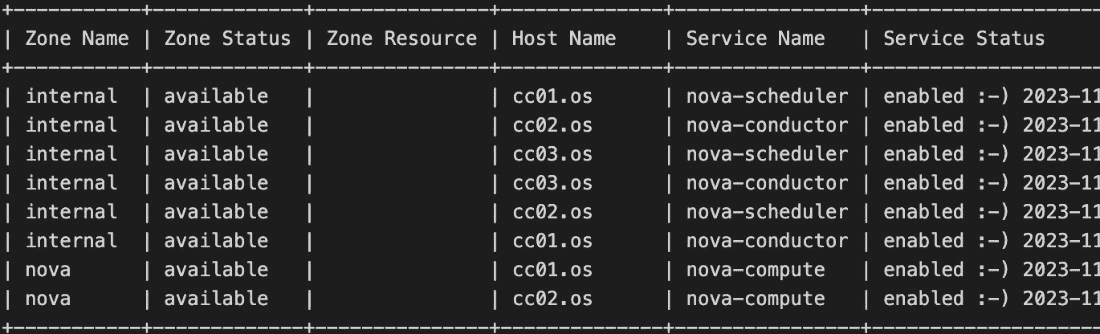 +-----------+-------------+---------------+-------------+----------------+--------------------
| Zone Name | Zone Status | Zone Resource | Host Name   | Service Name   | Service Status
+-----------+-------------+---------------+-------------+----------------+--------------------
| internal  | available   |               | cc01.os     | nova-scheduler | enabled :-) 2023-11
| internal  | available   |               | cc02.os     | nova-conductor | enabled :-) 2023-11
| internal  | available   |               | cc03.os     | nova-scheduler | enabled :-) 2023-11
| internal  | available   |               | cc03.os     | nova-conductor | enabled :-) 2023-11
| internal  | available   |               | cc02.os     | nova-scheduler | enabled :-) 2023-11
| internal  | available   |               | cc01.os     | nova-conductor | enabled :-) 2023-11
| nova      | available   |               | cc01.os     | nova-compute   | enabled :-) 2023-11
| nova      | available   |               | cc02.os     | nova-compute   | enabled :-) 2023-11
+-----------+-------------+---------------+-------------+----------------+--------------------